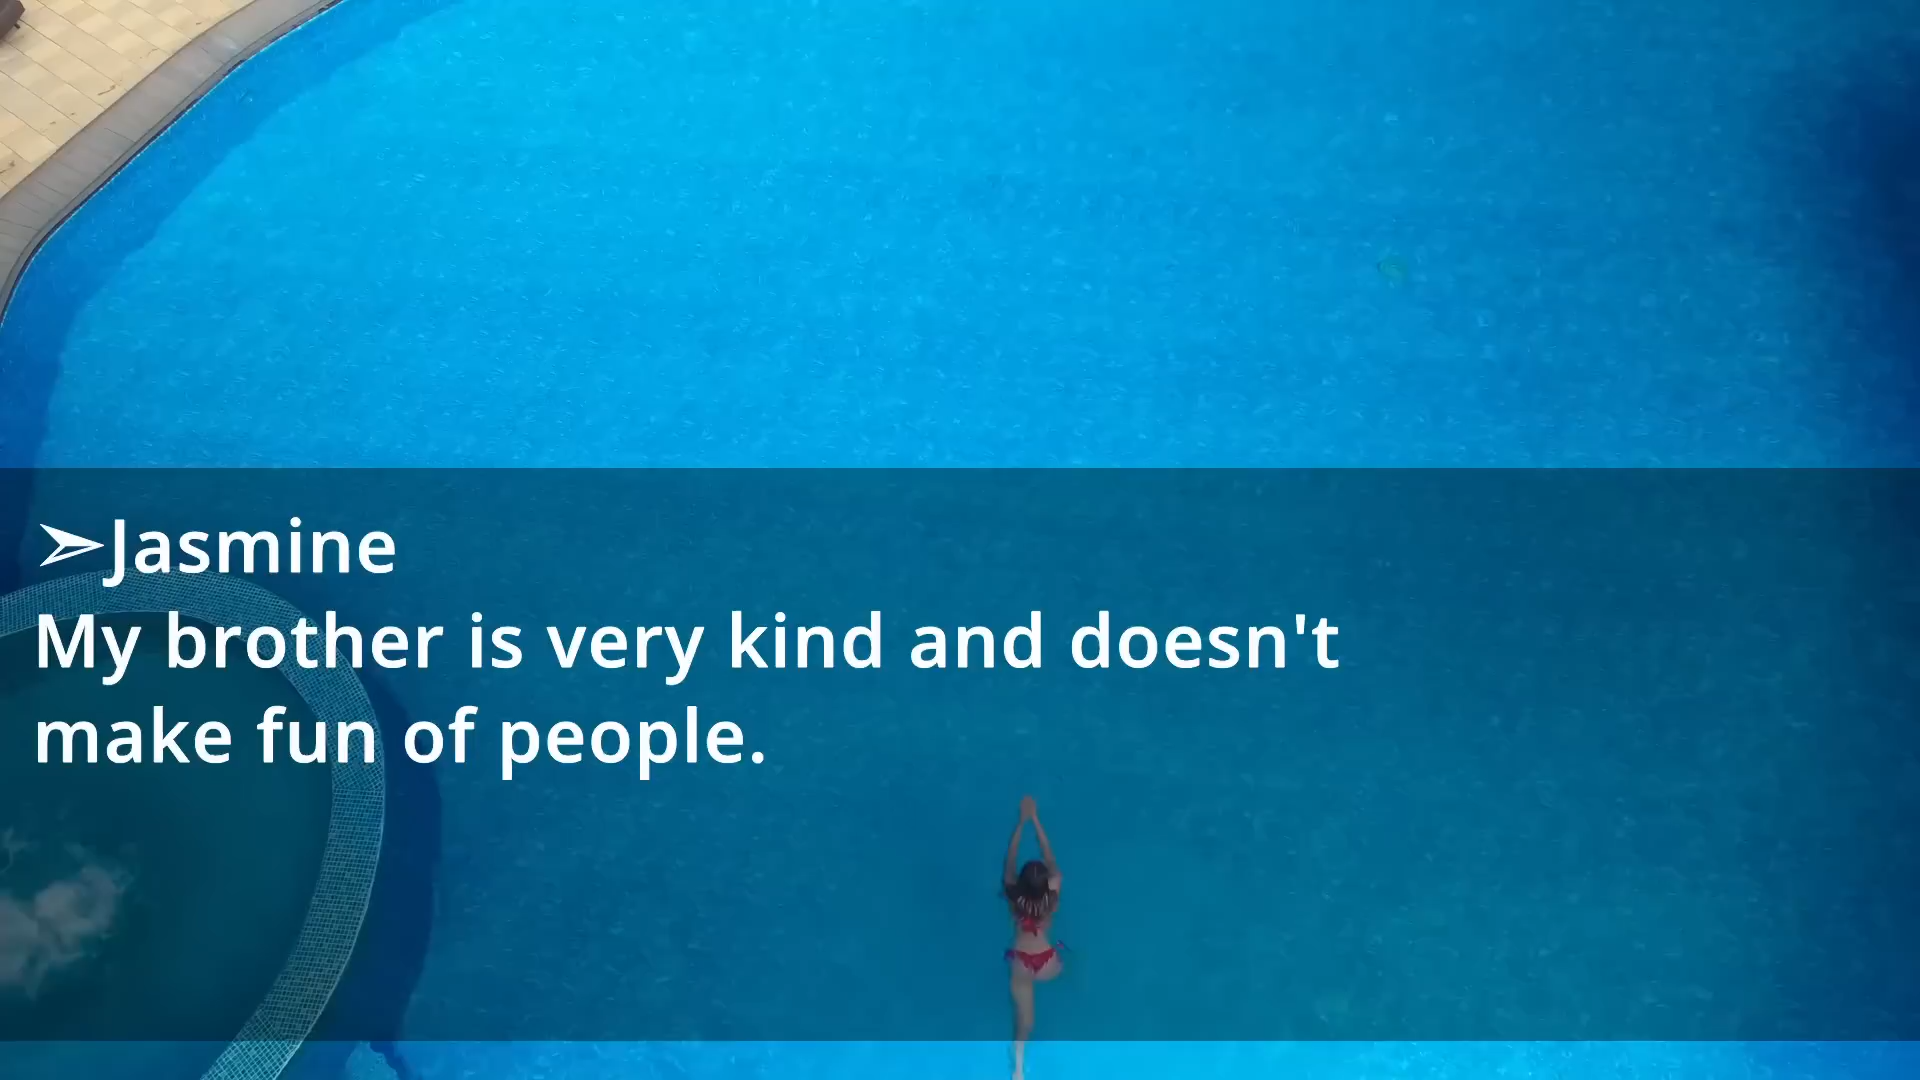 ➣Jasmine
My brother is very kind and doesn't
make fun of people.